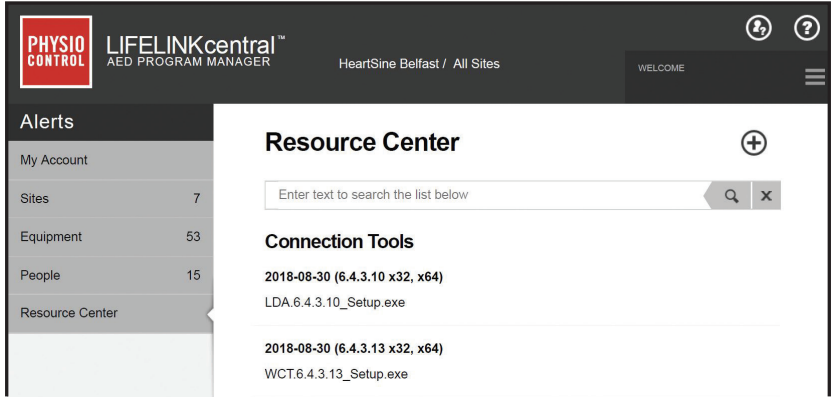 PHYSIO
CONTROL
LIFELINKcentral™
AED PROGRAM MANAGER
HeartSine Belfast / All Sites
WELCOME
Alerts
My Account
Sites 7
Equipment 53
People 15
Resource Center
Resource Center
Enter text to search the list below
Connection Tools
2018-08-30 (6.4.3.10 x32, x64)
LDA.6.4.3.10_Setup.exe
2018-08-30 (6.4.3.13 x32, x64)
WCT.6.4.3.13_Setup.exe